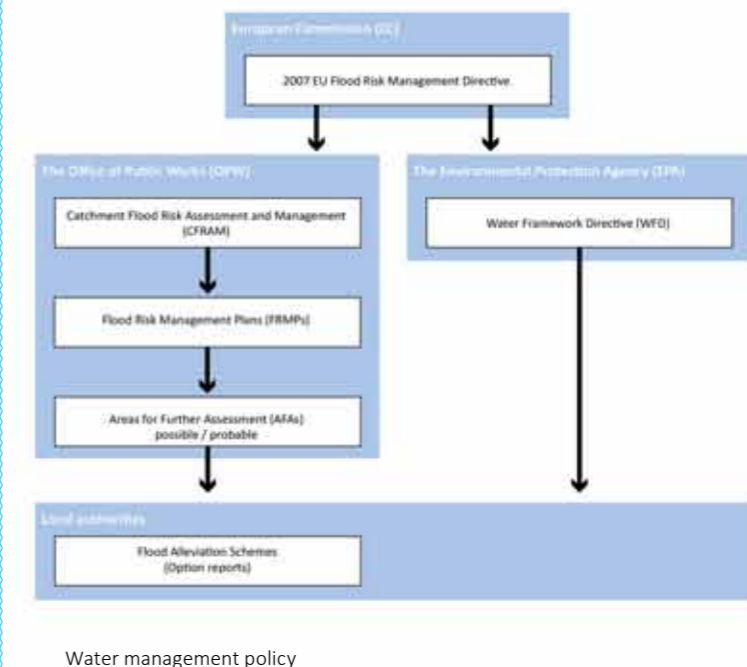 European Commission (EC)
2007 EU Flood Risk Management Directive
The Office of Public Works (OPW)
The Environmental Protection Agency (EPA)
Catchment Flood Risk Assessment and Management
(CFRAM)
Water Framework Directive (WFD)
Flood Risk Management Plans (FRMPs)
Areas for Further Assessment (AFAs)
possible / probable
Local authorities
Flood Alleviation Schemes
(Option reports)
Water management policy